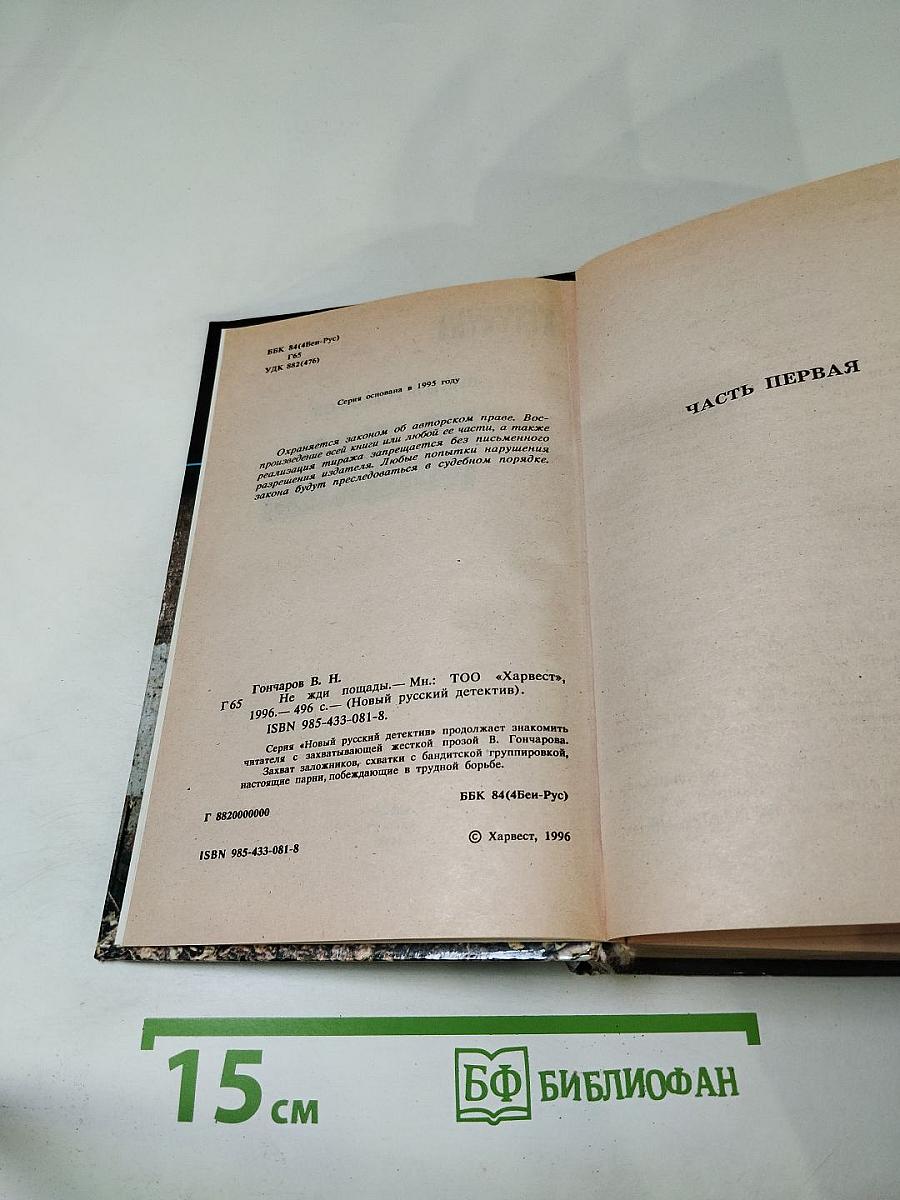 ББК 84(4Беи-Рус)
Г65
УДК 882(476)
Серия основана в 1995 году
Охраняется законом об авторском праве. Вос-
произведение всей книги или любой ее части, а также
реализация тиража запрещается без письменного
разрешения издателя. Любые попытки нарушения
закона будут преследоваться в судебном порядке.
Гончаров В. Н.
Г65 Не жди пощады.— Мн.: ТОО «Харвест»,
1996.— 496 с.— (Новый русский детектив).
ISBN 985-433-081-8.
Серия «Новый русский детектив» продолжает знакомить
читателя с захватывающей жесткой прозой В. Гончарова.
Захват заложников, схватки с бандитской группировкой,
настоящие парни, побеждающие в трудной борьбе.
Г 8820000000
ББК 84(4Беи-Рус)
ISBN 985-433-081-8
© Харвест, 1996
ЧАСТЬ ПЕРВАЯ
15 см
БФ БИБЛИОФАН